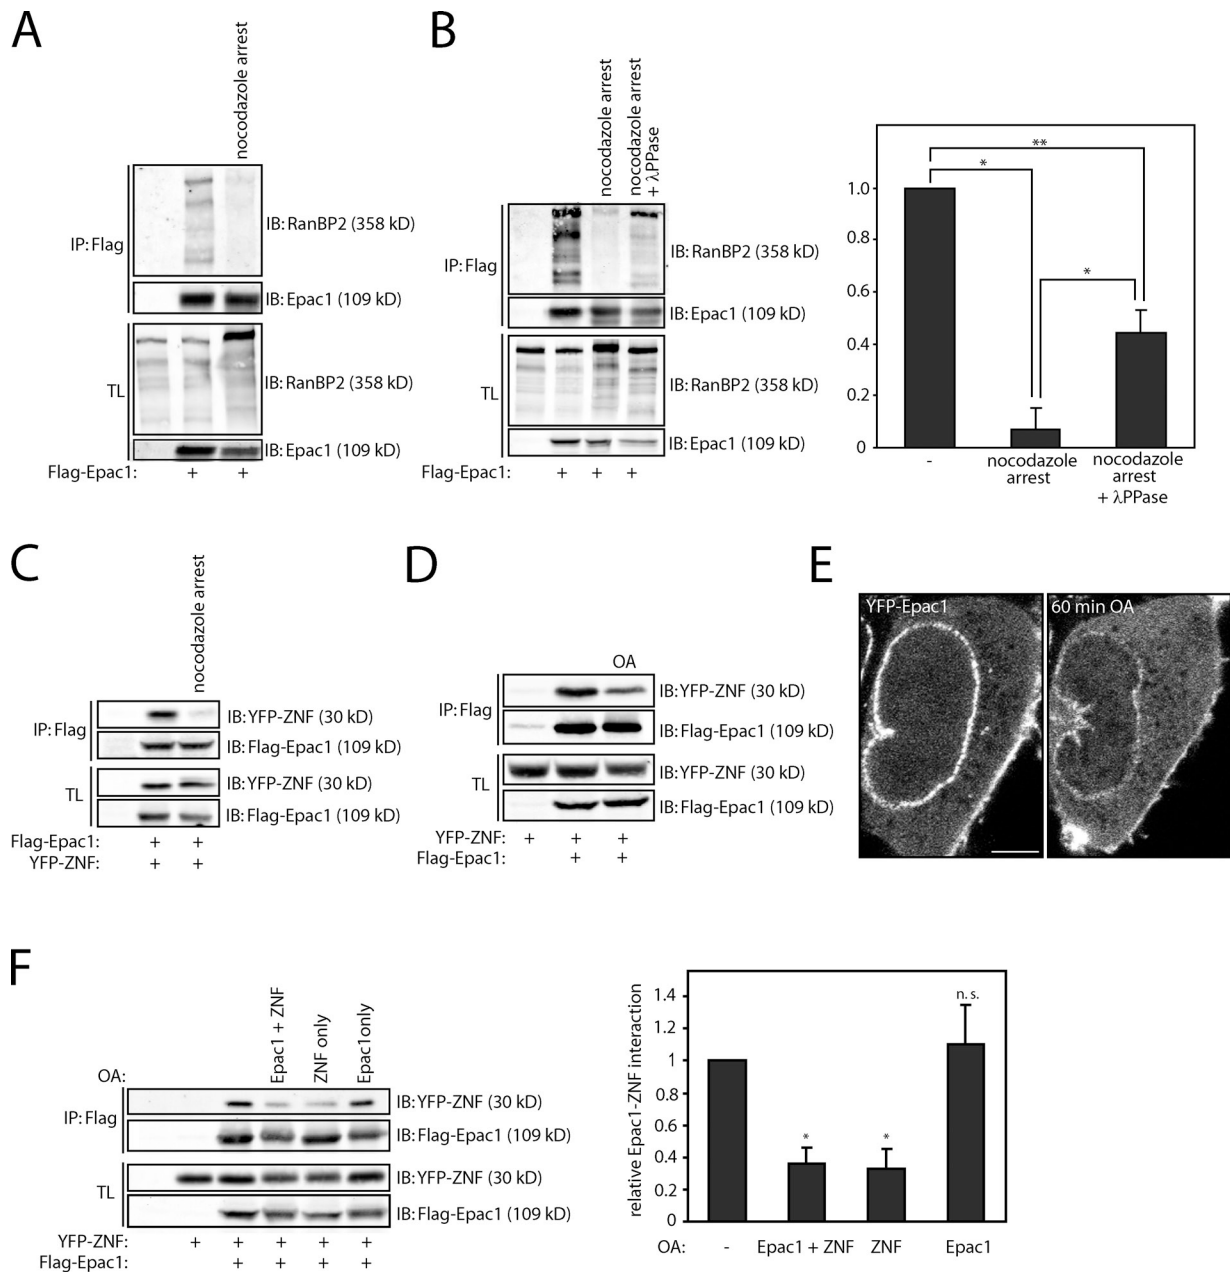 A
nocodazole arrest
IP: Flag
IB: RanBP2 (358 kD)
IB: Epac1 (109 kD)
TL
IB: RanBP2 (358 kD)
IB: Epac1 (109 kD)
Flag-Epac1: + +
B
nocodazole arrest
nocodazole arrest
+ λPPase
IP: Flag
IB: RanBP2 (358 kD)
IB: Epac1 (109 kD)
TL
IB: RanBP2 (358 kD)
IB: Epac1 (109 kD)
Flag-Epac1: + + +
**
*
*
1.0
0.8
0.6
0.4
0.2
0
-
nocodazole
arrest
nocodazole
arrest
+ λPPase
C
nocodazole arrest
IP: Flag
IB: YFP-ZNF (30 kD)
IB: Flag-Epac1 (109 kD)
TL
IB: YFP-ZNF (30 kD)
IB: Flag-Epac1 (109 kD)
Flag-Epac1: + +
YFP-ZNF: + +
D
OA
IP: Flag
IB: YFP-ZNF (30 kD)
IB: Flag-Epac1 (109 kD)
TL
IB: YFP-ZNF (30 kD)
IB: Flag-Epac1 (109 kD)
YFP-ZNF: + + +
Flag-Epac1: + +
E
YFP-Epac1
60 min OA
F
OA:
Epac1 + ZNF
ZNF only
Epac1only
IP: Flag
IB: YFP-ZNF (30 kD)
IB: Flag-Epac1 (109 kD)
TL
IB: YFP-ZNF (30 kD)
IB: Flag-Epac1 (109 kD)
YFP-ZNF: + + + + +
Flag-Epac1: + + + +
relative Epac1-ZNF interaction
1.4
1.2
1
0.8
0.6
0.4
0.2
0
*
*
n. s.
OA: - Epac1 + ZNF ZNF Epac1